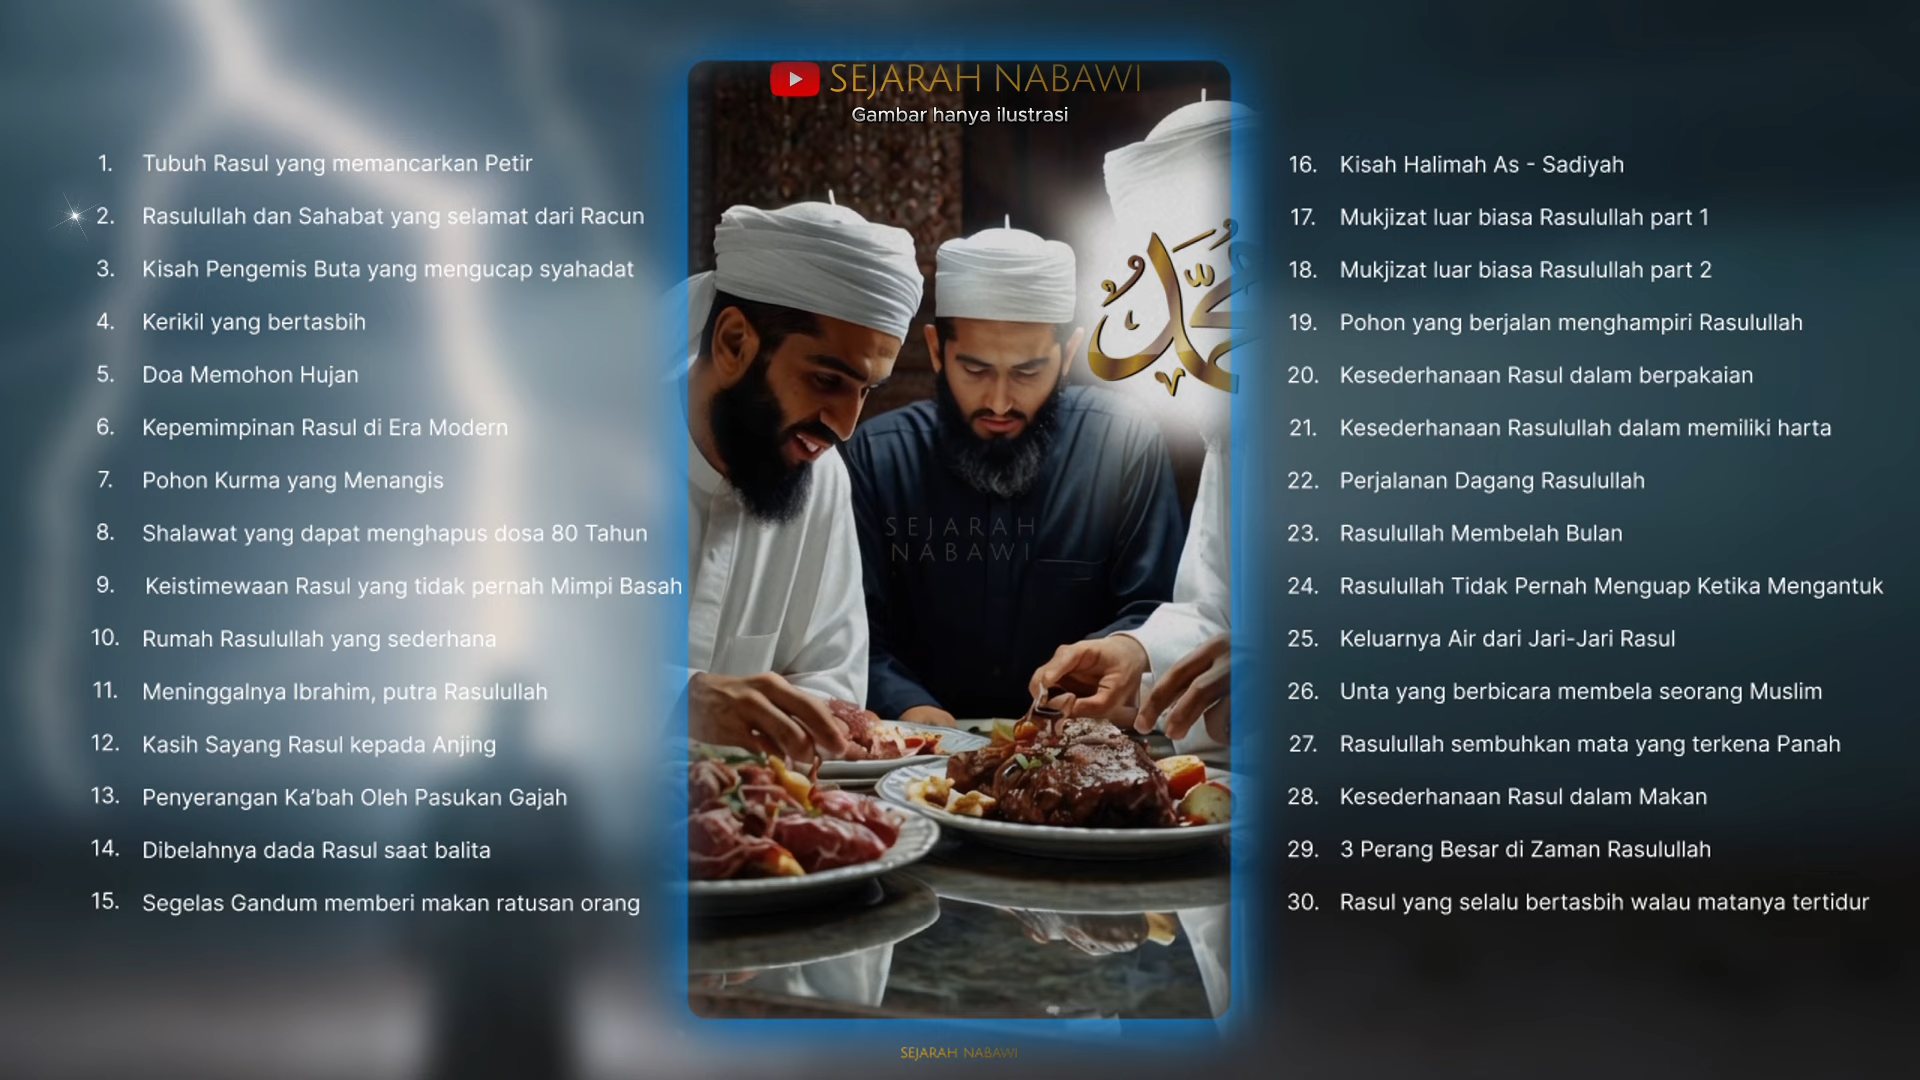 SEJARAH NABAWI
Gambar hanya ilustrasi
1. Tubuh Rasul yang memancarkan Petir
2. Rasulullah dan Sahabat yang selamat dari Racun
3. Kisah Pengemis Buta yang mengucap syahadat
4. Kerikil yang bertasbih
5. Doa Memohon Hujan
6. Kepemimpinan Rasul di Era Modern
7. Pohon Kurma yang Menangis
8. Shalawat yang dapat menghapus dosa 80 Tahun
9. Keistimewaan Rasul yang tidak pernah Mimpi Basah
10. Rumah Rasulullah yang sederhana
11. Meninggalnya Ibrahim, putra Rasulullah
12. Kasih Sayang Rasul kepada Anjing
13. Penyerangan Ka’bah Oleh Pasukan Gajah
14. Dibelahnya dada Rasul saat balita
15. Segelas Gandum memberi makan ratusan orang
محمد
SEJARAH
NABAWI
16. Kisah Halimah As - Sadiyah
17. Mukjizat luar biasa Rasulullah part 1
18. Mukjizat luar biasa Rasulullah part 2
19. Pohon yang berjalan menghampiri Rasulullah
20. Kesederhanaan Rasul dalam berpakaian
21. Kesederhanaan Rasulullah dalam memiliki harta
22. Perjalanan Dagang Rasulullah
23. Rasulullah Membelah Bulan
24. Rasulullah Tidak Pernah Menguap Ketika Mengantuk
25. Keluarnya Air dari Jari-Jari Rasul
26. Unta yang berbicara membela seorang Muslim
27. Rasulullah sembuhkan mata yang terkena Panah
28. Kesederhanaan Rasul dalam Makan
29. 3 Perang Besar di Zaman Rasulullah
30. Rasul yang selalu bertasbih walau matanya tertidur
SEJARAH NABAWI